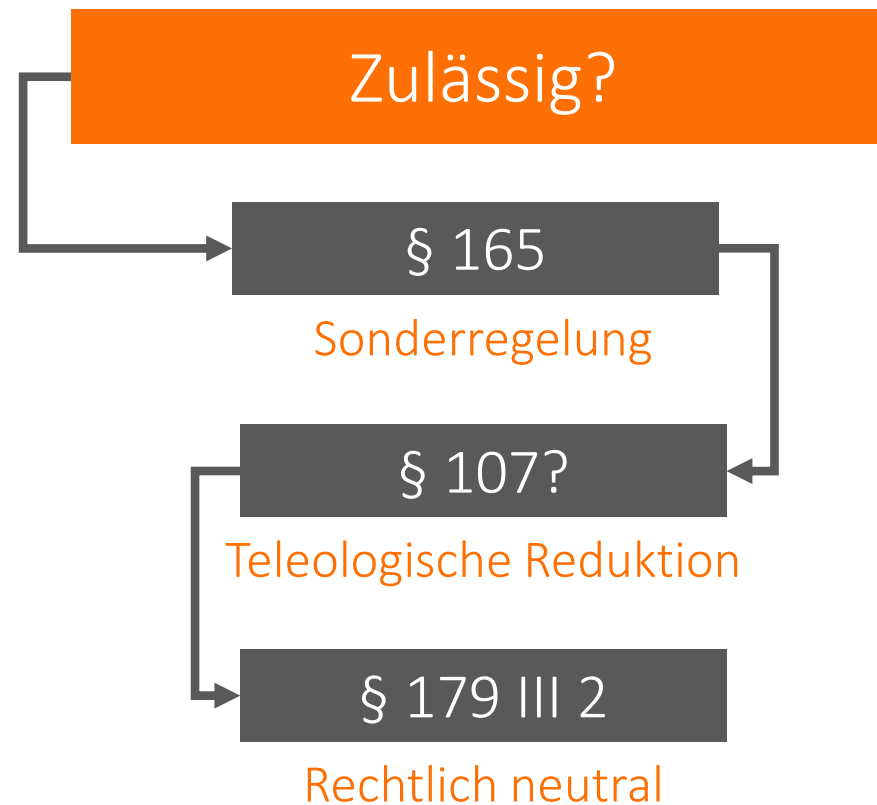 Zulässig?
§ 165
Sonderregelung
§ 107?
Teleologische Reduktion
§ 179 III 2
Rechtlich neutral